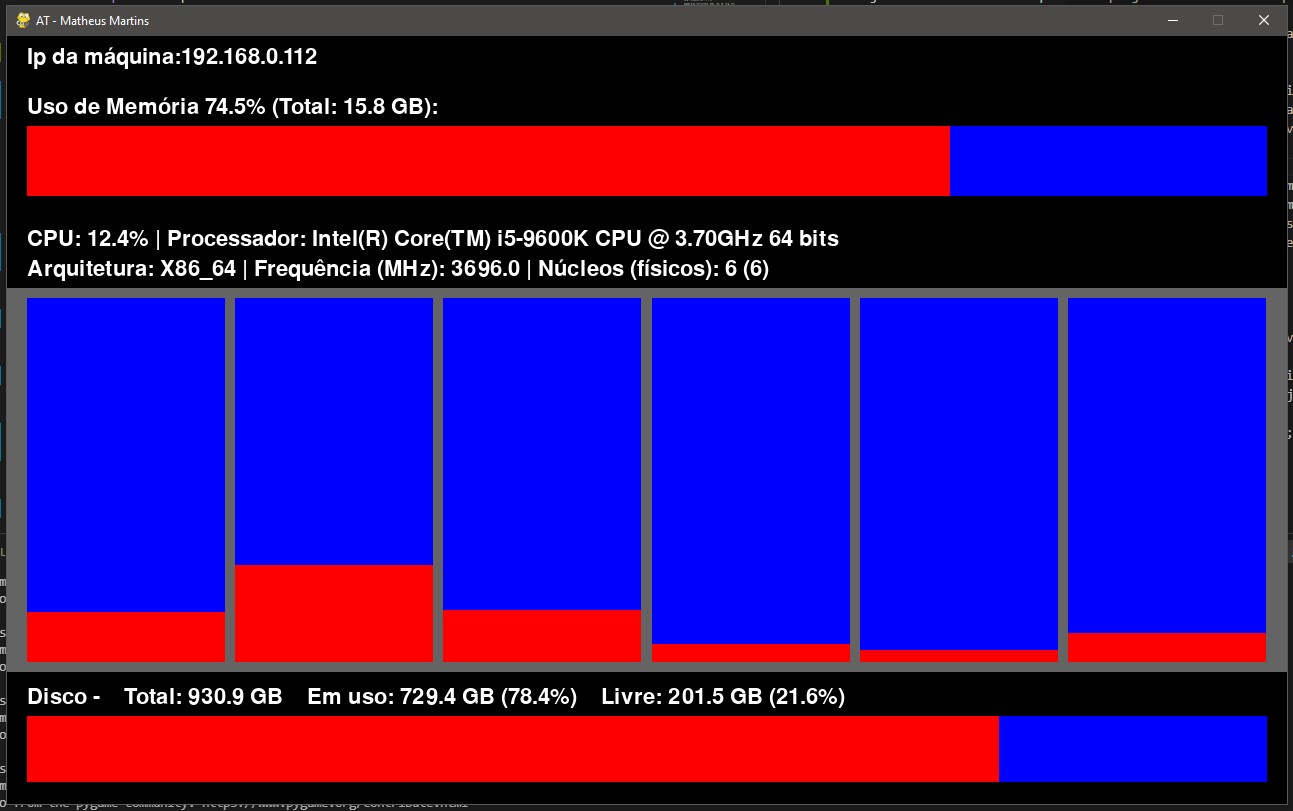 AT - Matheus Martins
Ip da máquina:192.168.0.112
Uso de Memória 74.5% (Total: 15.8 GB):
CPU: 12.4% | Processador: Intel(R) Core(TM) i5-9600K CPU @ 3.70GHz 64 bits
Arquitetura: X86_64 | Frequência (MHz): 3696.0 | Núcleos (físicos): 6 (6)
Disco - Total: 930.9 GB Em uso: 729.4 GB (78.4%) Livre: 201.5 GB (21.6%)